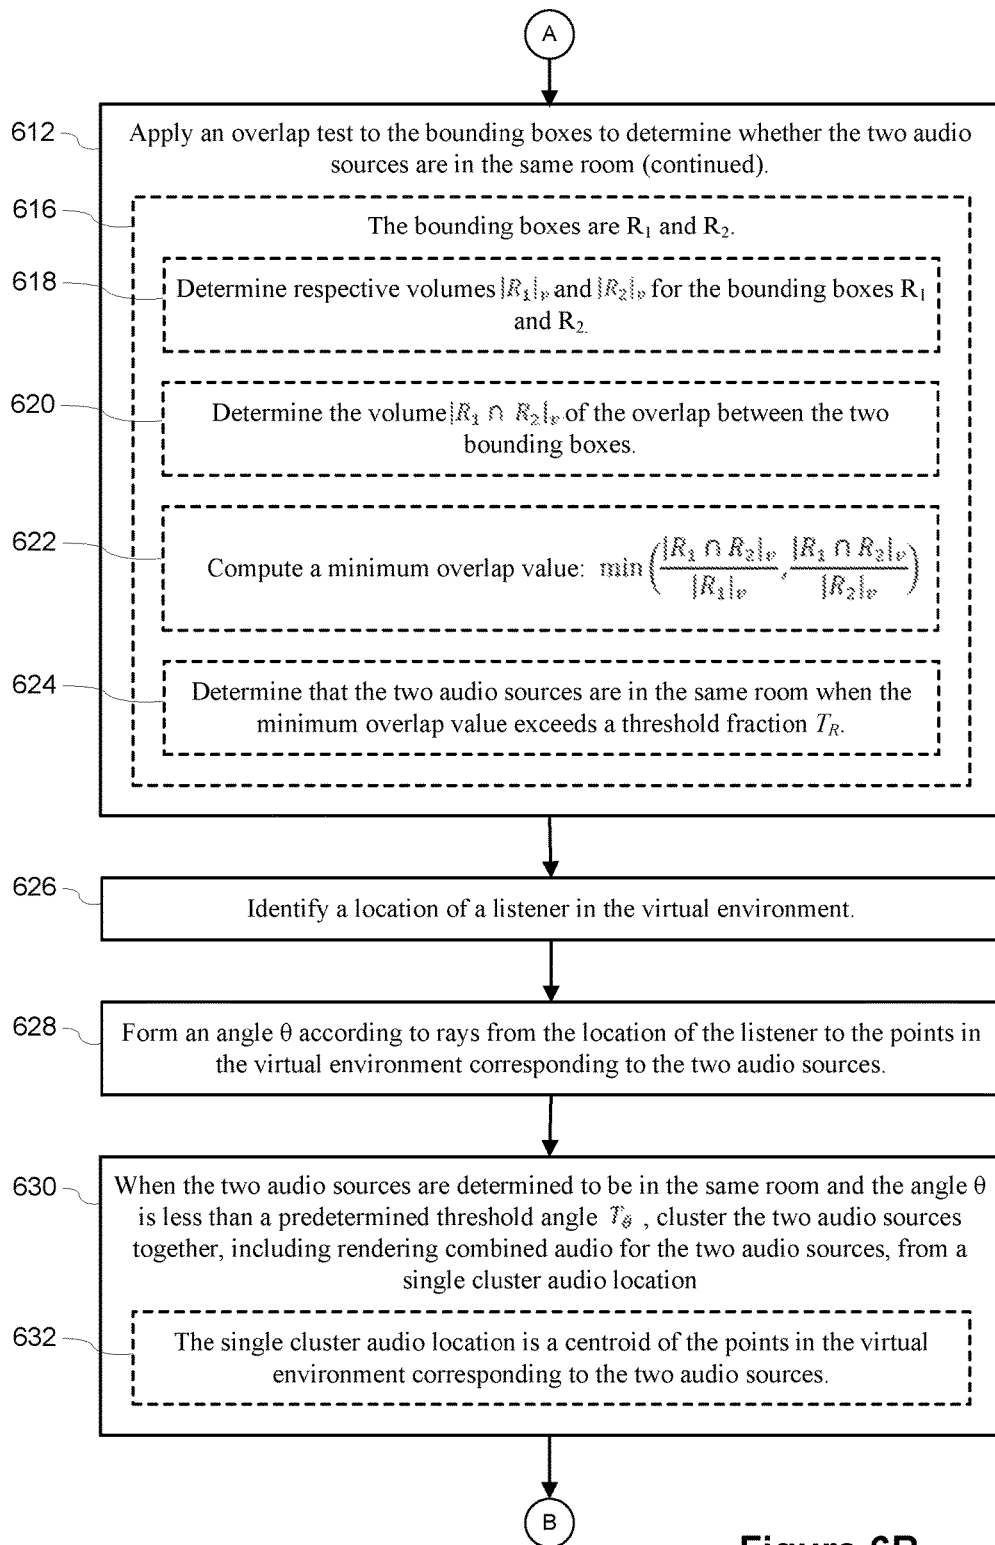 A
612
Apply an overlap test to the bounding boxes to determine whether the two audio
sources are in the same room (continued).
616
The bounding boxes are R₁ and R₂.
618
Determine respective volumes |R₁|ᵥ and |R₂|ᵥ for the bounding boxes R₁
and R₂.
620
Determine the volume |R₁ ∩ R₂|ᵥ of the overlap between the two
bounding boxes.
622
Compute a minimum overlap value: min(|R₁ ∩ R₂|ᵥ / |R₁|ᵥ , |R₁ ∩ R₂|ᵥ / |R₂|ᵥ)
624
Determine that the two audio sources are in the same room when the
minimum overlap value exceeds a threshold fraction T_R.
626
Identify a location of a listener in the virtual environment.
628
Form an angle θ according to rays from the location of the listener to the points in
the virtual environment corresponding to the two audio sources.
630
When the two audio sources are determined to be in the same room and the angle θ
is less than a predetermined threshold angle T_θ , cluster the two audio sources
together, including rendering combined audio for the two audio sources, from a
single cluster audio location
632
The single cluster audio location is a centroid of the points in the virtual
environment corresponding to the two audio sources.
B